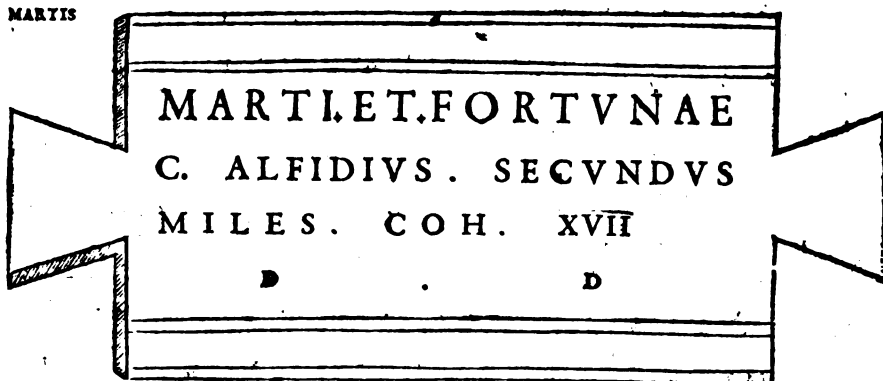 MARTIS
MARTI.ET.FORTVNAE
C. ALFIDIVS. SECVNDVS
MILES. COH. XVII
D . D